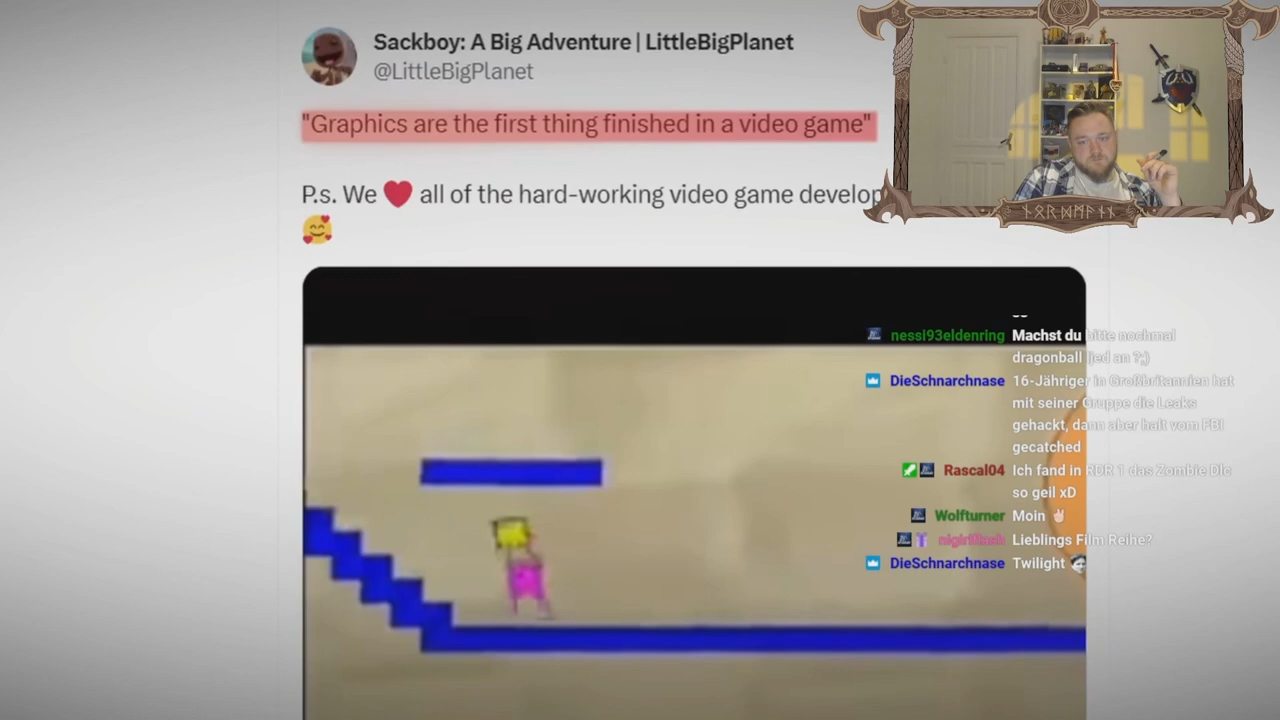 Sackboy: A Big Adventure | LittleBigPlanet
@LittleBigPlanet
"Graphics are the first thing finished in a video game"
P.s. We ❤️ all of the hard-working video game develop
🥰
ᚾᛟᚱᛞᛗᚨᚾᚾ
nessi93eldenring Machst du bitte nochmal
dragonball lied an ?;)
DieSchnarchnase 16-Jähriger in Großbritannien hat
mit seiner Gruppe die Leaks
gehackt, dann aber halt vom FBI
gecatched
Rascal04 Ich fand in RDR 1 das Zombie Dlc
so geil xD
Wolfturner Moin ✌🏻
Lieblings Film Reihe?
DieSchnarchnase Twilight